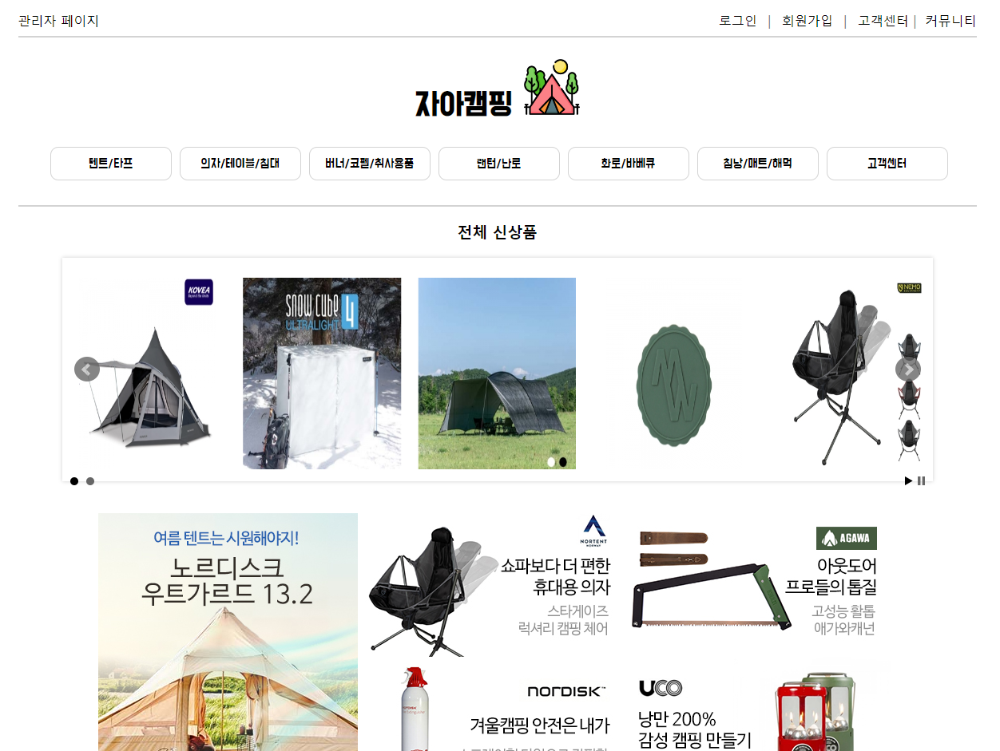 관리자 페이지
로그인 | 회원가입 | 고객센터 | 커뮤니티
자아캠핑
텐트/타프
의자/테이블/침대
버너/코펠/취사용품
랜턴/난로
화로/바베큐
침낭/매트/해먹
고객센터
전체 신상품
KOVEA
SNOW CUBE 4
ULTRALIGHT
MW
NEMO
여름 텐트는 시원해야지!
노르디스크
우트가르드 13.2
NORTENT
NORWAY
쇼파보다 더 편한
휴대용 의자
스타게이즈
럭셔리 캠핑 체어
AGAWA
아웃도어
프로들의 톱질
고성능 활톱
애가와캐넌
NORDISK
nORDISK™
겨울캠핑 안전은 내가
UCO
낭만 200%
감성 캠핑 만들기